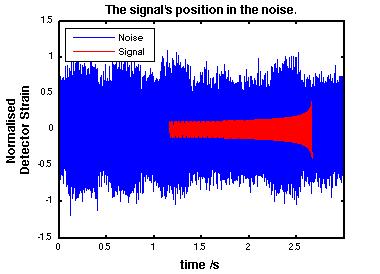 The signal's position in the noise.
Noise
Signal
1.5
1
0.5
0
-0.5
-1
-1.5
Normalised
Detector Strain
0 0.5 1 1.5 2 2.5
time /s